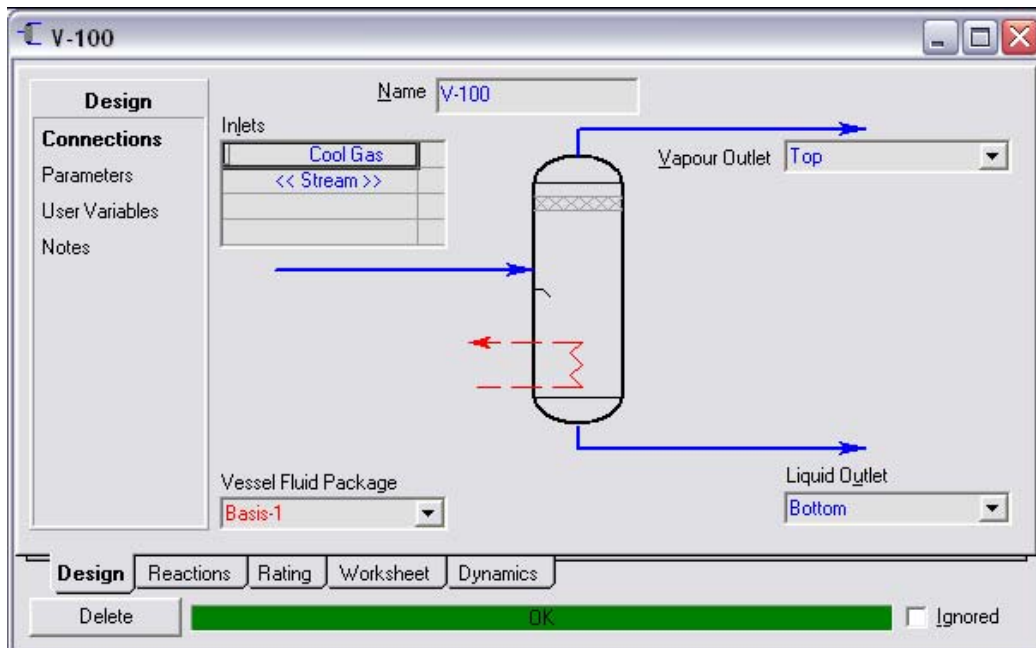 V-100
Design
Connections
Parameters
User Variables
Notes
Name V-100
Inlets
Cool Gas
<< Stream >>
Vapour Outlet Top
Vessel Fluid Package
Basis-1
Liquid Outlet
Bottom
Design Reactions Rating Worksheet Dynamics
Delete OK Ignored